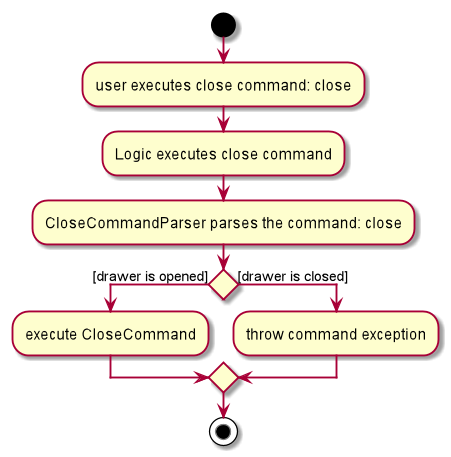 user executes close command: close
Logic executes close command
CloseCommandParser parses the command: close
[drawer is opened]
[drawer is closed]
execute CloseCommand
throw command exception